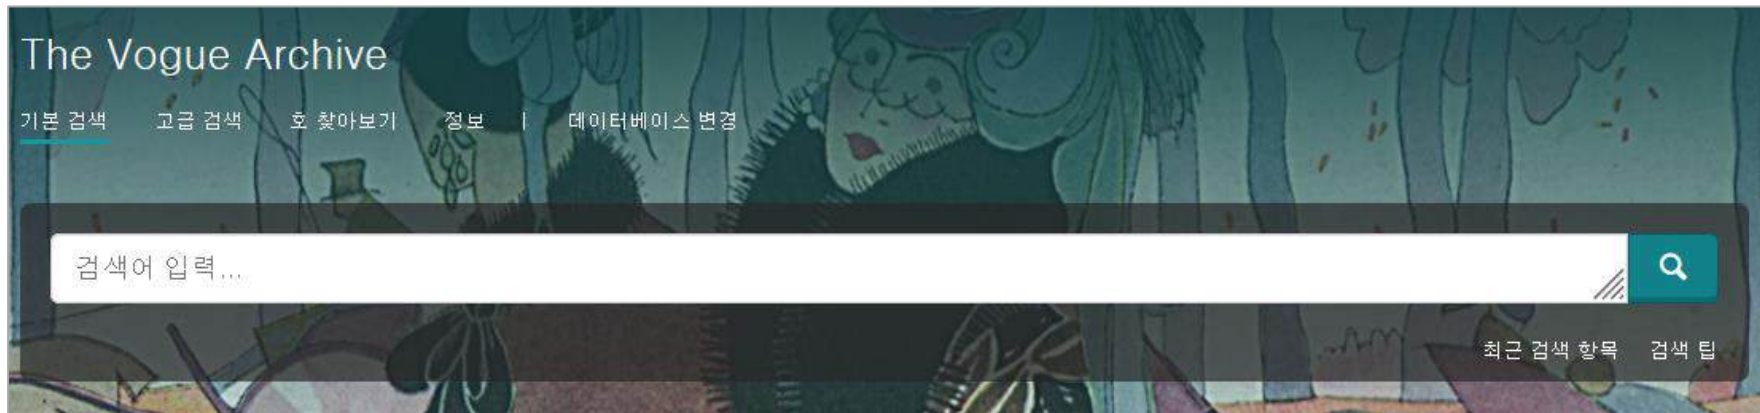 The Vogue Archive
기본 검색 고급 검색 호 찾아보기 정보 | 데이터베이스 변경
검색어 입력...
최근 검색 항목 검색 팁